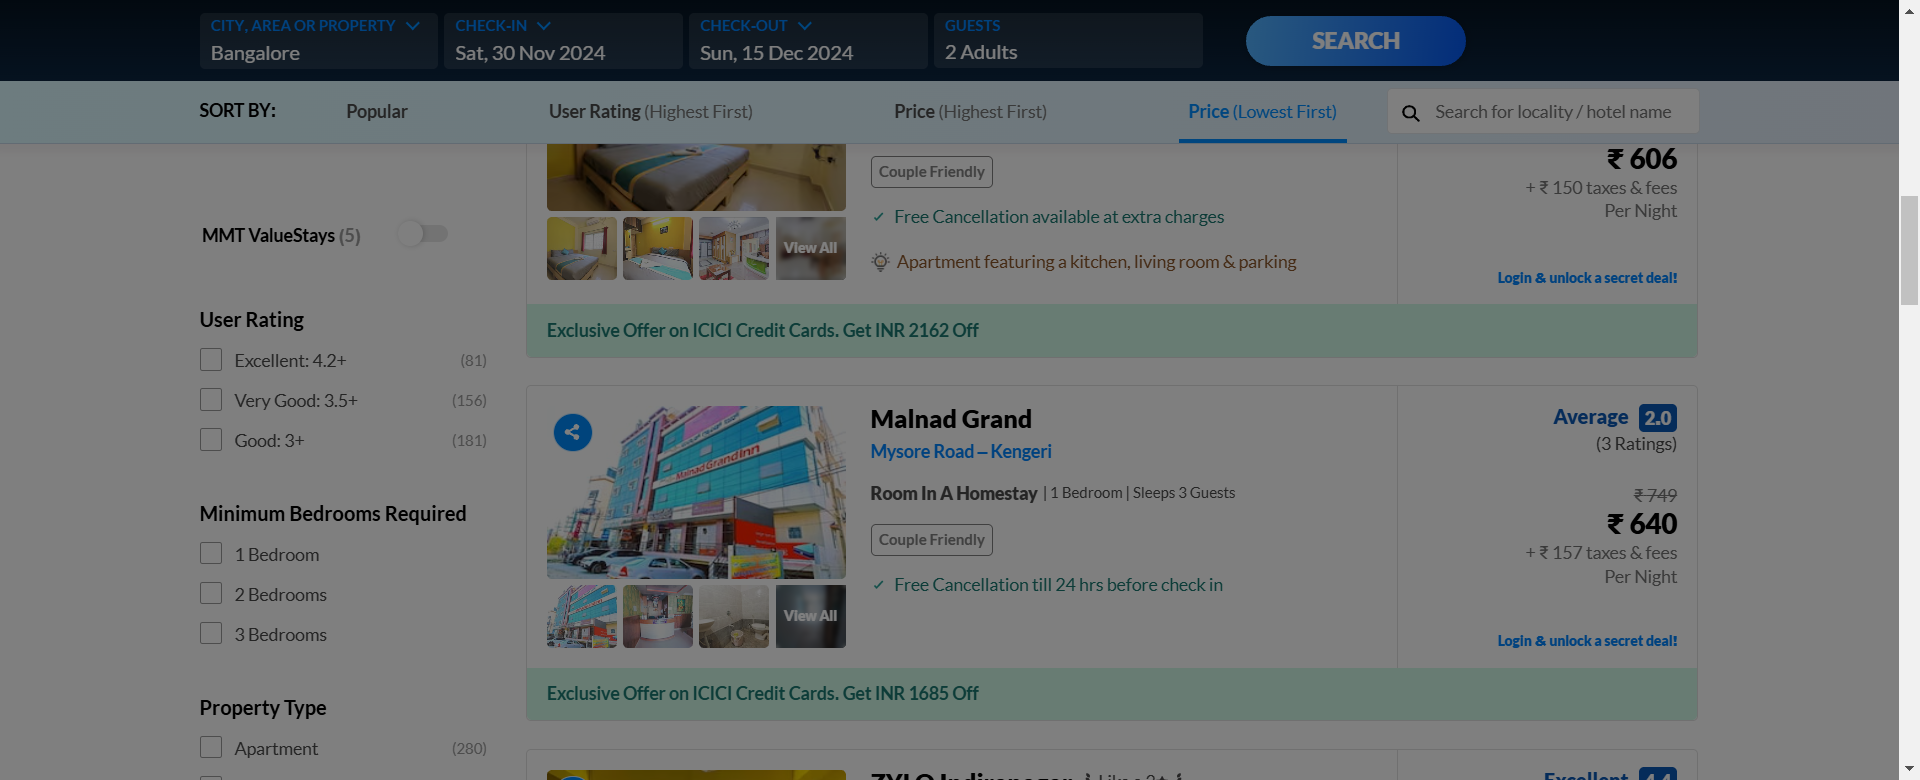 CITY, AREA OR PROPERTY
Bangalore
CHECK-IN
Sat, 30 Nov 2024
CHECK-OUT
Sun, 15 Dec 2024
GUESTS
2 Adults
SEARCH
SORT BY:
Popular
User Rating (Highest First)
Price (Highest First)
Price (Lowest First)
Search for locality / hotel name
MMT ValueStays (5)
User Rating
Excellent: 4.2+ (81)
Very Good: 3.5+ (156)
Good: 3+ (181)
Minimum Bedrooms Required
1 Bedroom
2 Bedrooms
3 Bedrooms
Property Type
Apartment (280)
View All
Couple Friendly
✓ Free Cancellation available at extra charges
Apartment featuring a kitchen, living room & parking
₹ 606
+ ₹ 150 taxes & fees
Per Night
Login & unlock a secret deal!
Exclusive Offer on ICICI Credit Cards. Get INR 2162 Off
Malnad Grand Inn
View All
Malnad Grand
Mysore Road – Kengeri
Room In A Homestay | 1 Bedroom | Sleeps 3 Guests
Couple Friendly
✓ Free Cancellation till 24 hrs before check in
Average 2.0
(3 Ratings)
₹ 749
₹ 640
+ ₹ 157 taxes & fees
Per Night
Login & unlock a secret deal!
Exclusive Offer on ICICI Credit Cards. Get INR 1685 Off